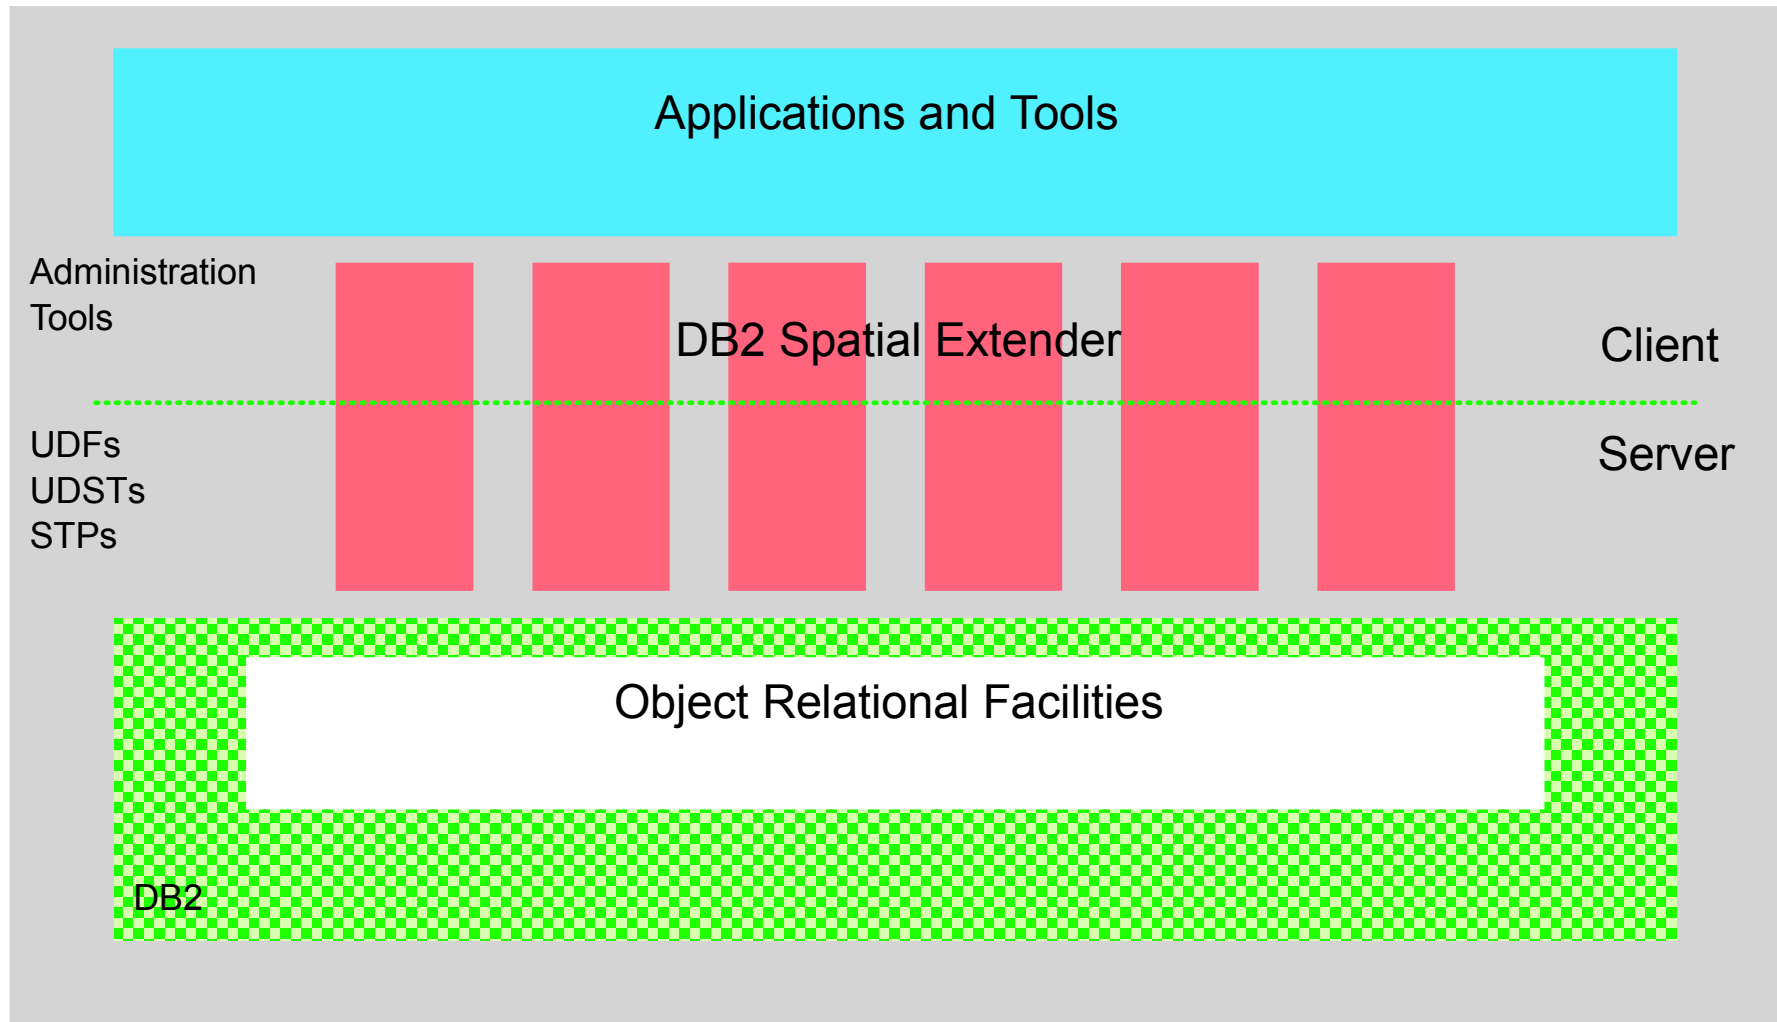 Applications and Tools
Administration
Tools
DB2 Spatial Extender
Client
UDFs
UDSTs
STPs
Server
Object Relational Facilities
DB2